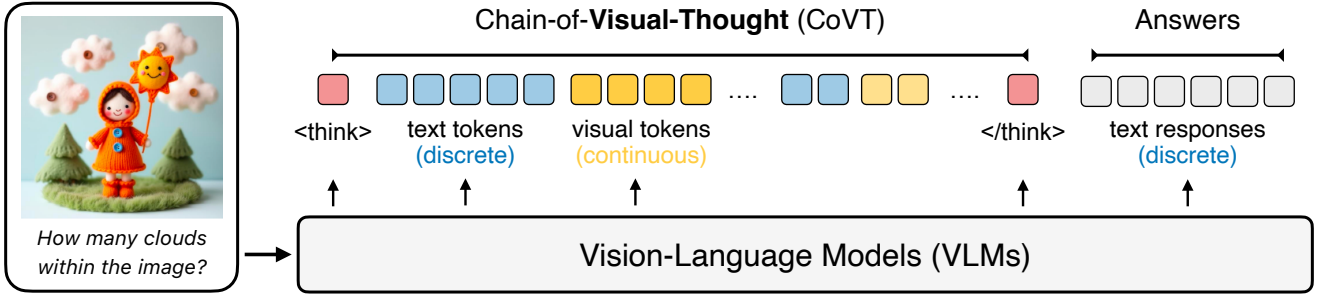 Chain-of-Visual-Thought (CoVT)
Answers
....
....
<think>
text tokens
(discrete)
visual tokens
(continuous)
</think>
text responses
(discrete)
How many clouds
within the image?
Vision-Language Models (VLMs)